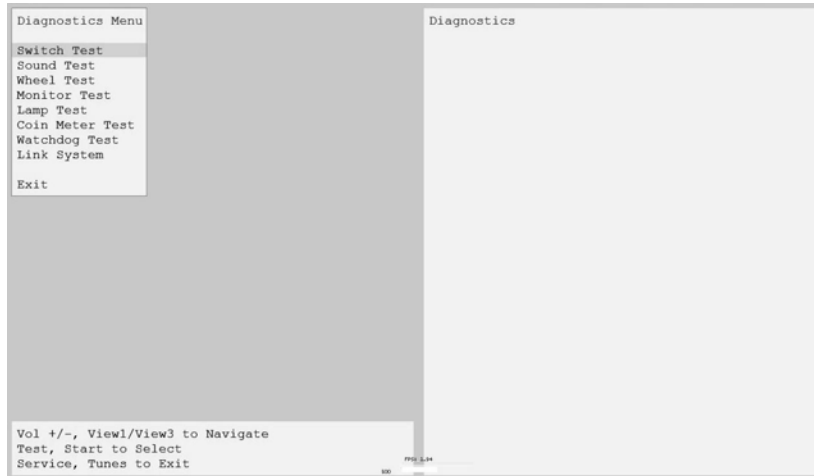 Diagnostics Menu
Switch Test
Sound Test
Wheel Test
Monitor Test
Lamp Test
Coin Meter Test
Watchdog Test
Link System
Exit
Diagnostics
Vol +/-, View1/View3 to Navigate
Test, Start to Select
Service, Tunes to Exit